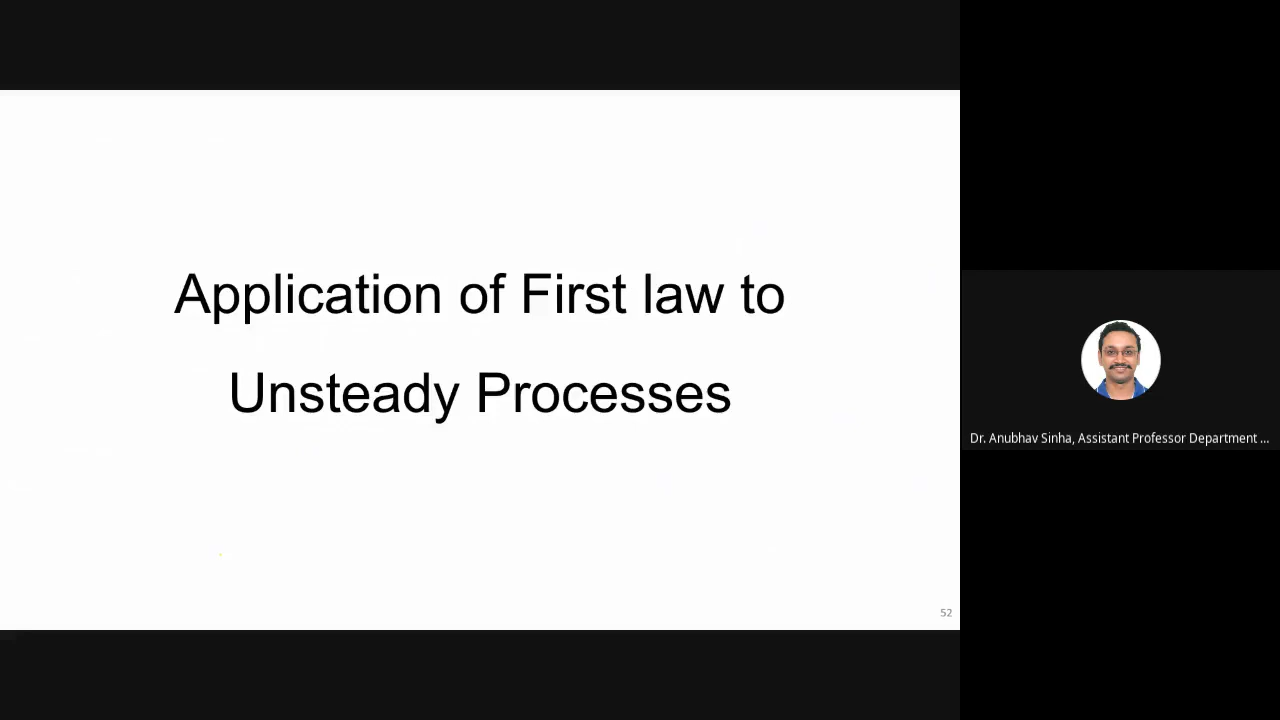 Application of First law to
Unsteady Processes
52
Dr. Anubhav Sinha, Assistant Professor Department ...